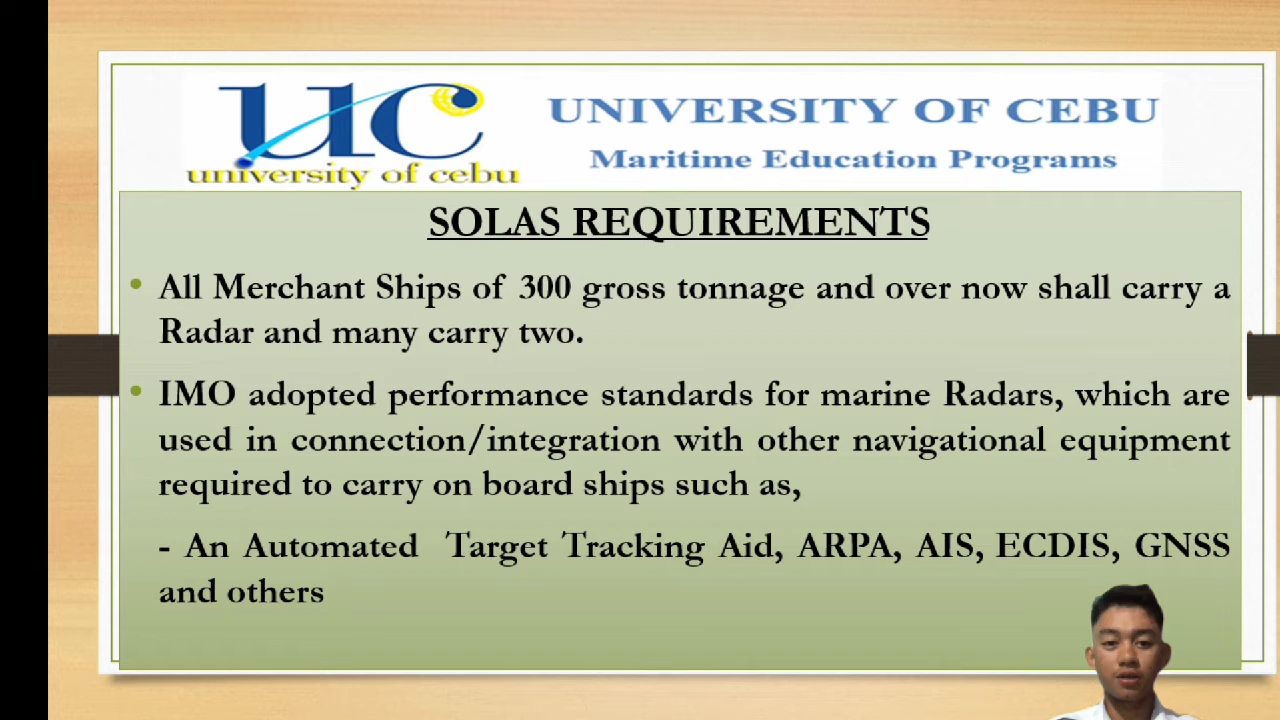 uc
university of cebu
UNIVERSITY OF CEBU
Maritime Education Programs
SOLAS REQUIREMENTS
• All Merchant Ships of 300 gross tonnage and over now shall carry a
Radar and many carry two.
• IMO adopted performance standards for marine Radars, which are
used in connection/integration with other navigational equipment
required to carry on board ships such as,
- An Automated Target Tracking Aid, ARPA, AIS, ECDIS, GNSS
and others